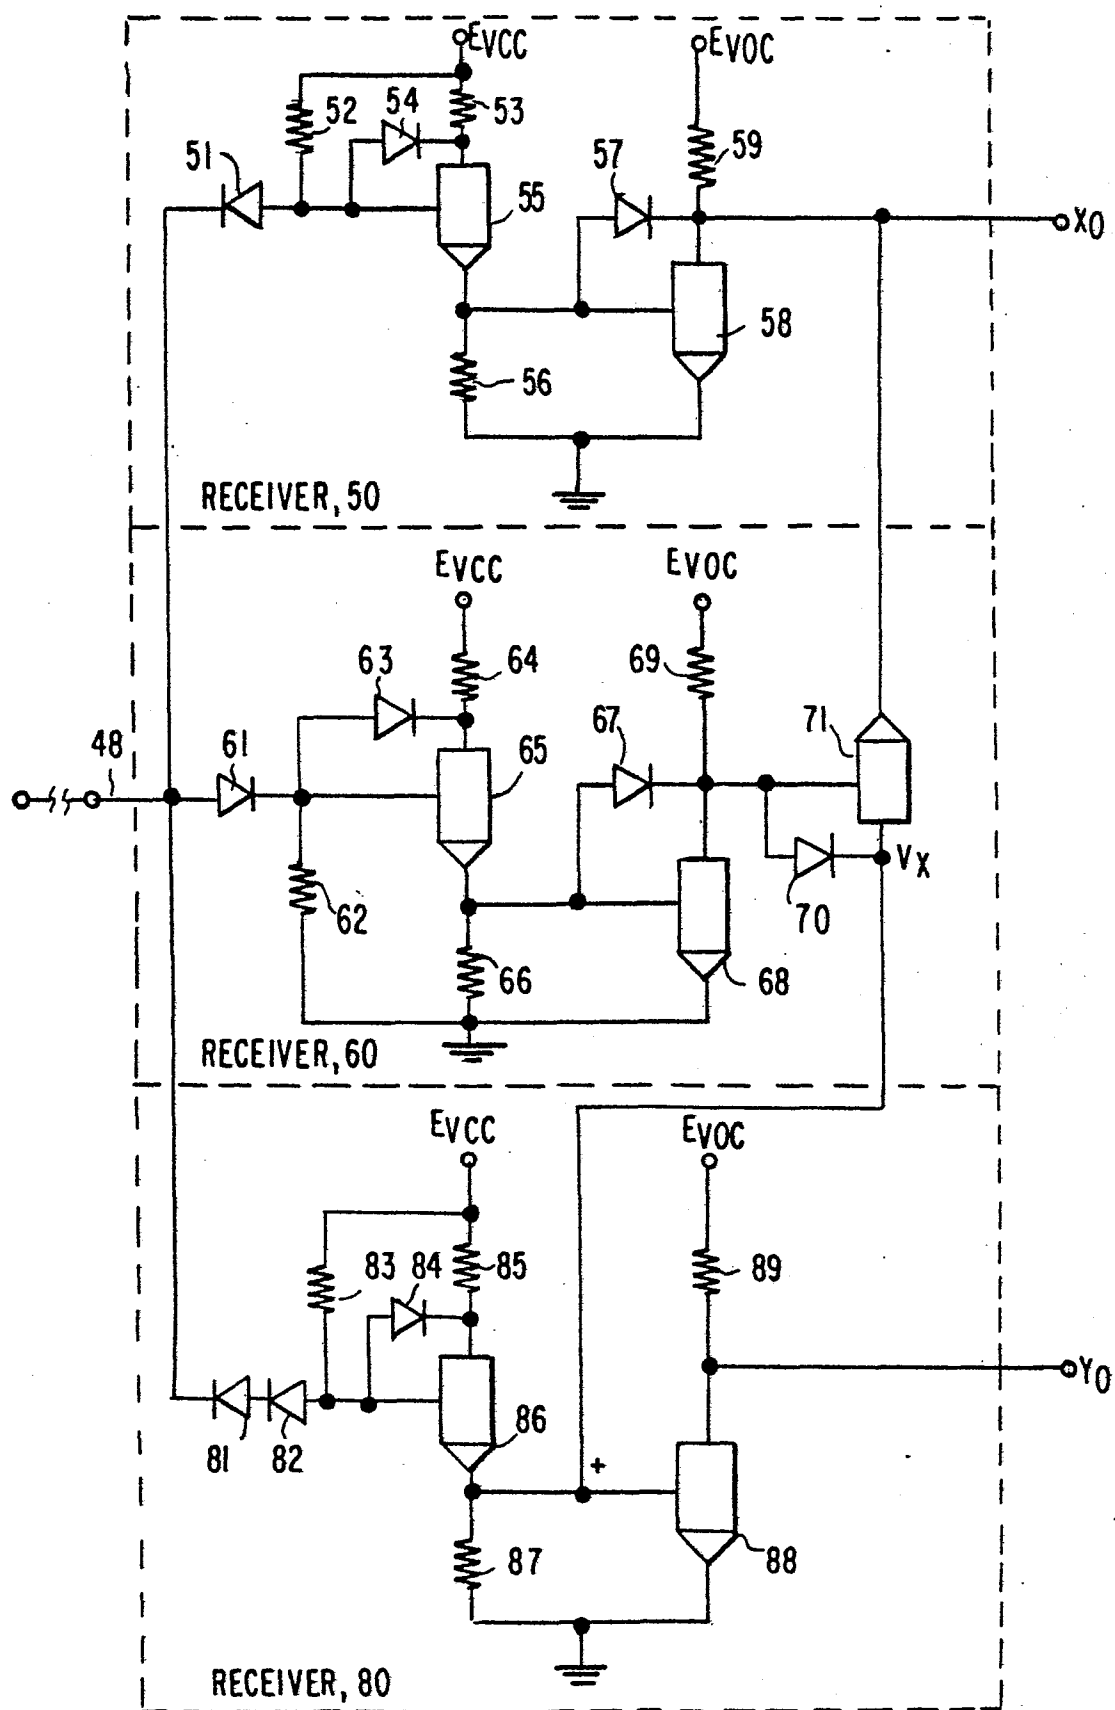 EVCC
EVOC
52
54
53
51
57
59
55
XO
58
56
RECEIVER, 50
EVCC
EVOC
63
64
69
48
61
67
71
65
VX
62
70
66
68
RECEIVER, 60
EVCC
EVOC
83
84
85
89
YO
81
82
86
+
87
88
RECEIVER, 80